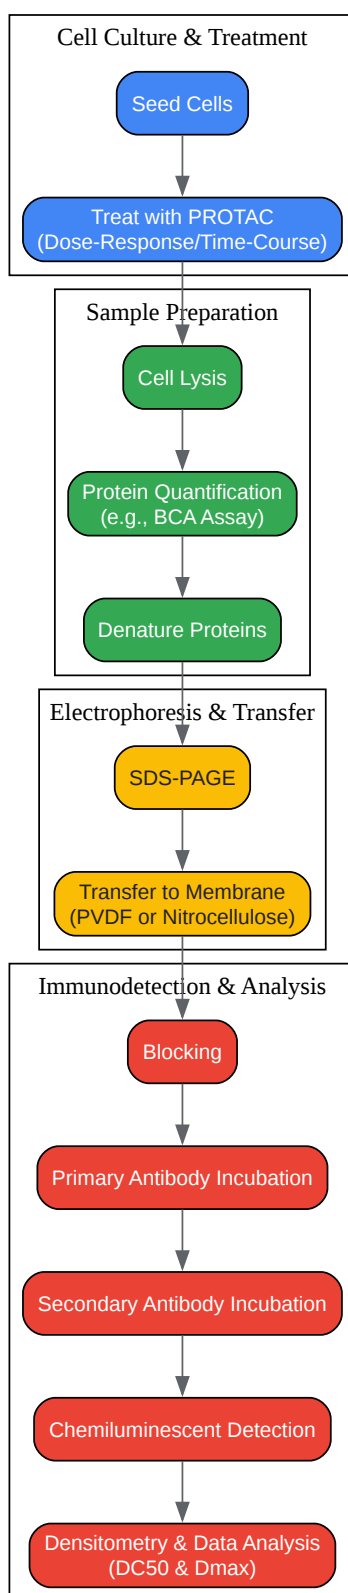 Cell Culture & Treatment
Seed Cells
Treat with PROTAC
(Dose-Response/Time-Course)
Sample Preparation
Cell Lysis
Protein Quantification
(e.g., BCA Assay)
Denature Proteins
Electrophoresis & Transfer
SDS-PAGE
Transfer to Membrane
(PVDF or Nitrocellulose)
Immunodetection & Analysis
Blocking
Primary Antibody Incubation
Secondary Antibody Incubation
Chemiluminescent Detection
Densitometry & Data Analysis
(DC50 & Dmax)